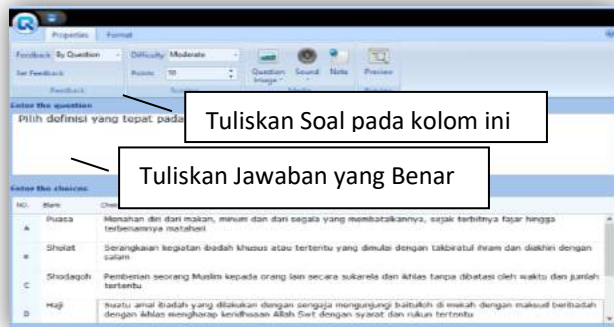 Properties Format
Feedback By Question Difficulty Moderate
Set Feedback Points 10 Question Image Sound Note Preview
Feedback
Enter the question
Pilih definisi yang tepat pada
Tuliskan Soal pada kolom ini
Tuliskan Jawaban yang Benar
Enter the choices
NO. Blank
A Puasa Menahan diri dari makan, minum dan dari segala yang membatalkannya, sejak terbitnya fajar hingga
terbenamnya matahari
B Sholat Serangkaian kegiatan ibadah khusus atau tertentu yang dimulai dengan takbiratul ihram dan diakhiri dengan
salam
C Shodaqoh Pemberian seorang Muslim kepada orang lain secara sukarela dan ikhlas tanpa dibatasi oleh waktu dan jumlah
tertentu
D Haji Suatu amal ibadah yang dilakukan dengan sengaja mengunjungi baitulloh di mekah dengan maksud beribadah
dengan ikhlas mengharap keridhoaan Allah Swt dengan syarat dan rukun tertentu